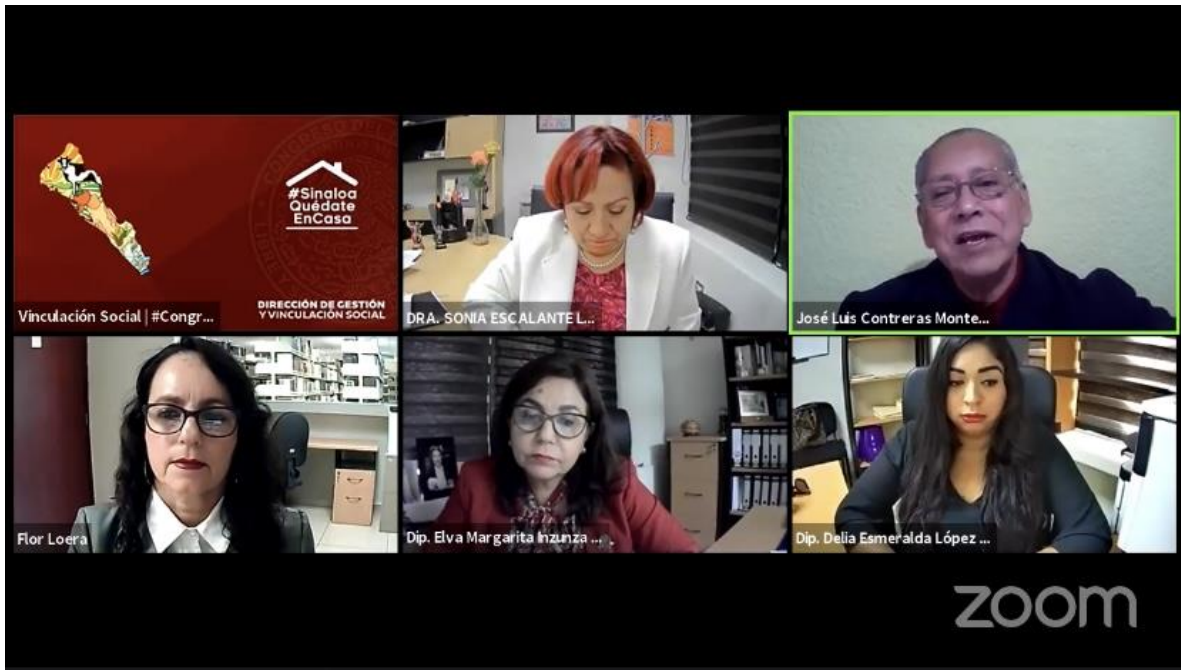 #Sinaloa
Quédate
EnCasa
DIRECCIÓN DE GESTIÓN
Y VINCULACIÓN SOCIAL
Vinculación Social | #Congr...
DRA. SONIA ESCALANTE L...
José Luis Contreras Monte...
Flor Loera
Dip. Elva Margarita Inzunza ...
Dip. Delia Esmeralda López ...
zoom